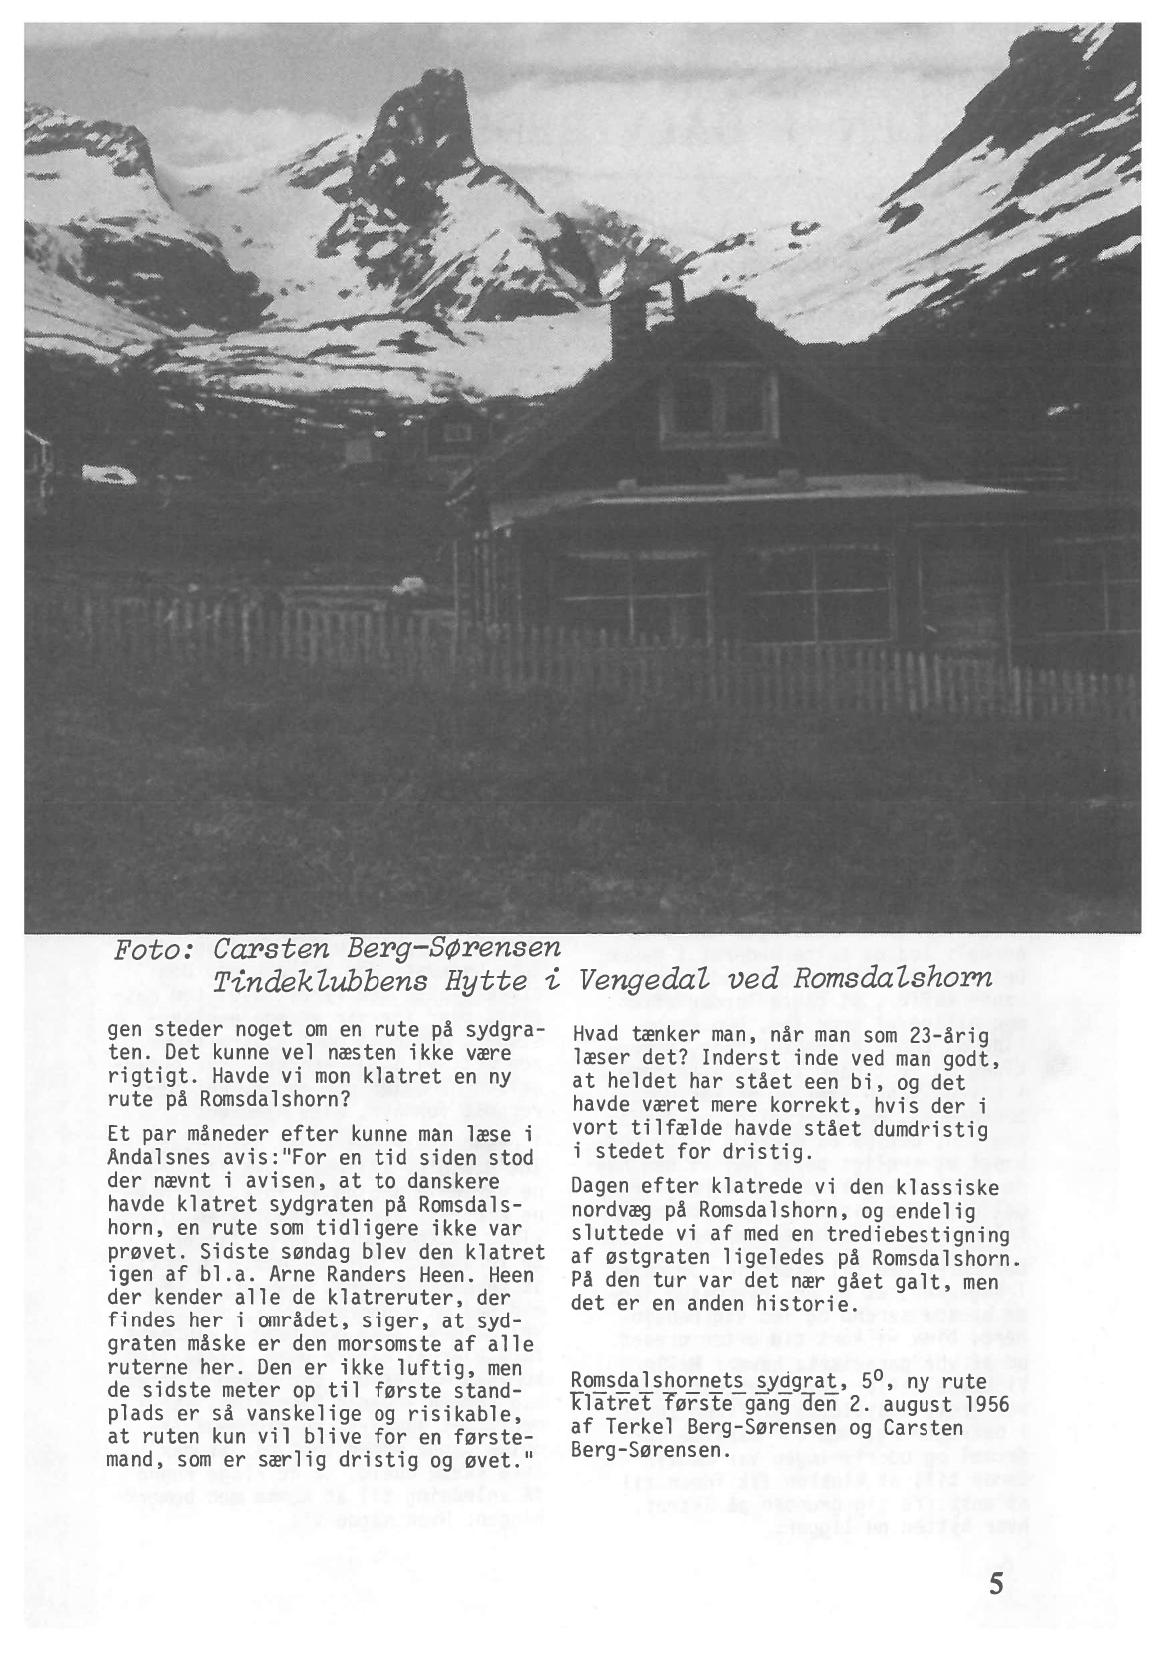 Foto: Carsten Berg-Sørensen
Tindeklubbens Hytte i Vengedal ved Romsdalshorn
gen steder noget om en rute på sydgra-
ten. Det kunne vel næsten ikke være
rigtigt. Havde vi mon klatret en ny
rute på Romsdalshorn?
Et par måneder efter kunne man læse i
Åndalsnes avis:"For en tid siden stod
der nævnt i avisen, at to danskere
havde klatret sydgraten på Romsdals-
horn, en rute som tidligere ikke var
prøvet. Sidste søndag blev den klatret
igen af bl.a. Arne Randers Heen. Heen
der kender alle de klatreruter, der
findes her i området, siger, at syd-
graten måske er den morsomste af alle
ruterne her. Den er ikke luftig, men
de sidste meter op til første stand-
plads er så vanskelige og risikable,
at ruten kun vil blive for en første-
mand, som er særlig dristig og øvet."
Hvad tænker man, når man som 23-årig
læser det? Inderst inde ved man godt,
at heldet har stået een bi, og det
havde været mere korrekt, hvis der i
vort tilfælde havde stået dumdristig
i stedet for dristig.
Dagen efter klatrede vi den klassiske
nordvæg på Romsdalshorn, og endelig
sluttede vi af med en trediebestigning
af østgraten ligeledes på Romsdalshorn.
På den tur var det nær gået galt, men
det er en anden historie.
Romsdalshornets sydgrat, 5°, ny rute
klatret første gang den 2. august 1956
af Terkel Berg-Sørensen og Carsten
Berg-Sørensen.
5